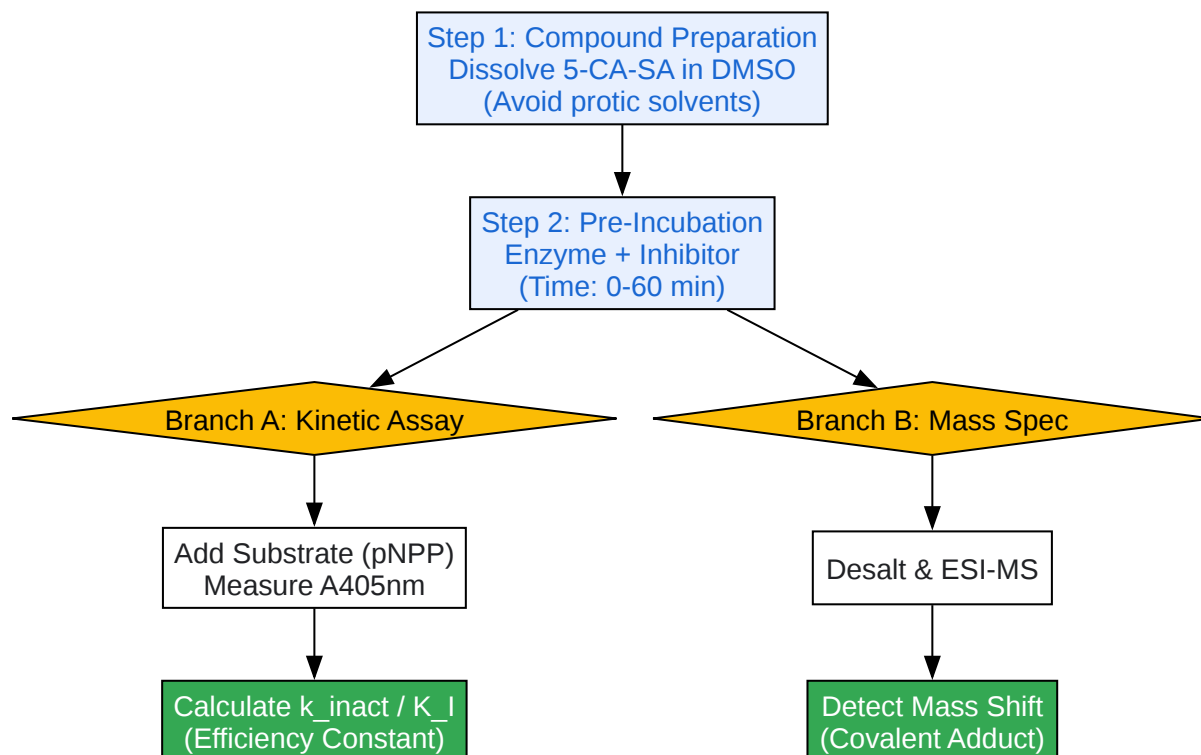 Step 1: Compound Preparation
Dissolve 5-CA-SA in DMSO
(Avoid protic solvents)
Step 2: Pre-Incubation
Enzyme + Inhibitor
(Time: 0-60 min)
Branch A: Kinetic Assay
Branch B: Mass Spec
Add Substrate (pNPP)
Measure A405nm
Desalt & ESI-MS
Calculate k_inact / K_I
(Efficiency Constant)
Detect Mass Shift
(Covalent Adduct)